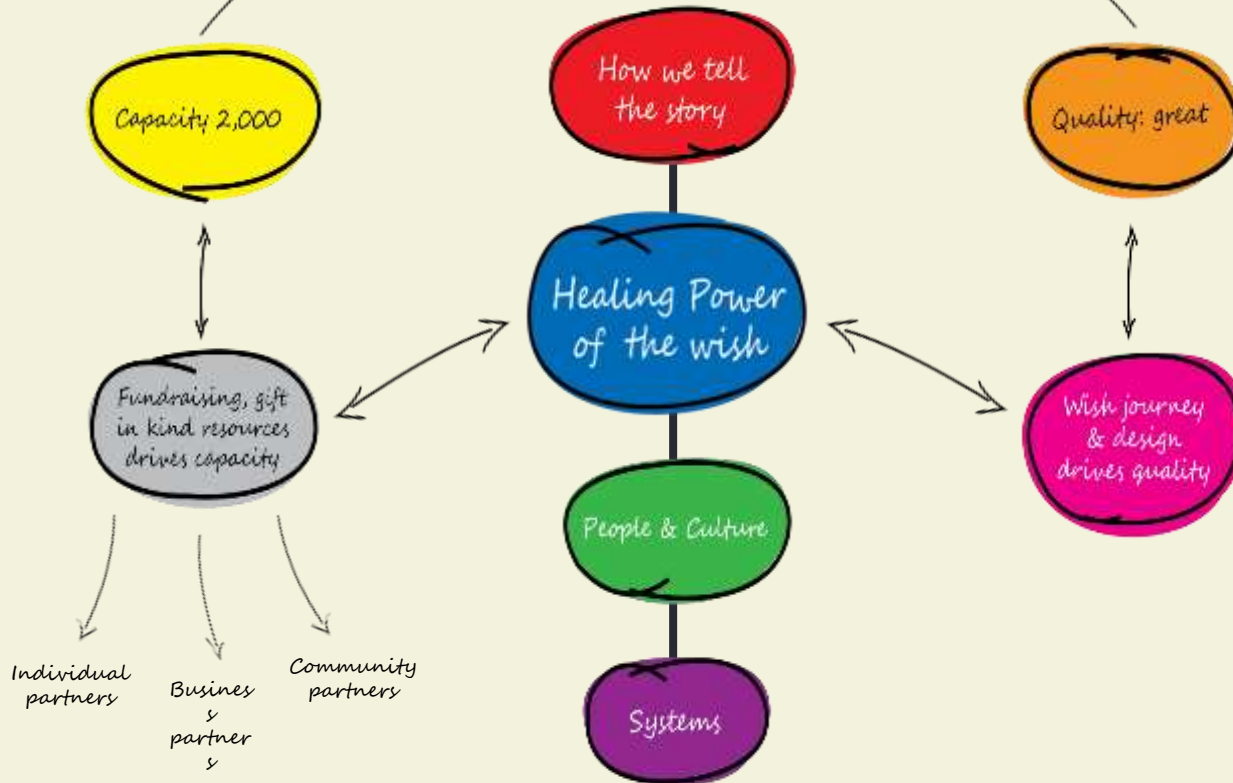 How we tell
the story
Capacity 2,000
Quality: great
Healing Power
of the wish
Fundraising, gift
in kind resources
drives capacity
Wish journey
& design
drives quality
People & Culture
Individual
partners
Busines
s
partner
s
Community
partners
Systems